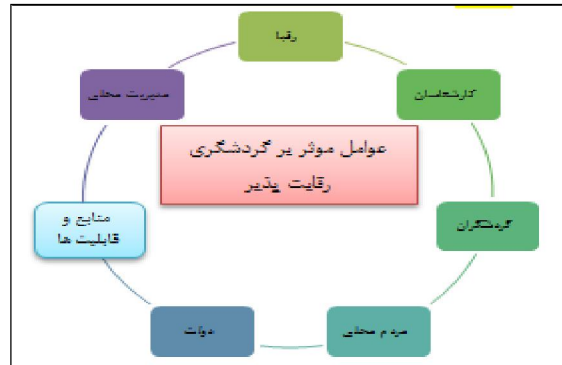 رقبا
کارشناسان
گردشگران
مردم محلی
دولت
منابع و
قابلیت ها
مدیریت محلی
عوامل موثر بر گردشگری
رقابت پذیر